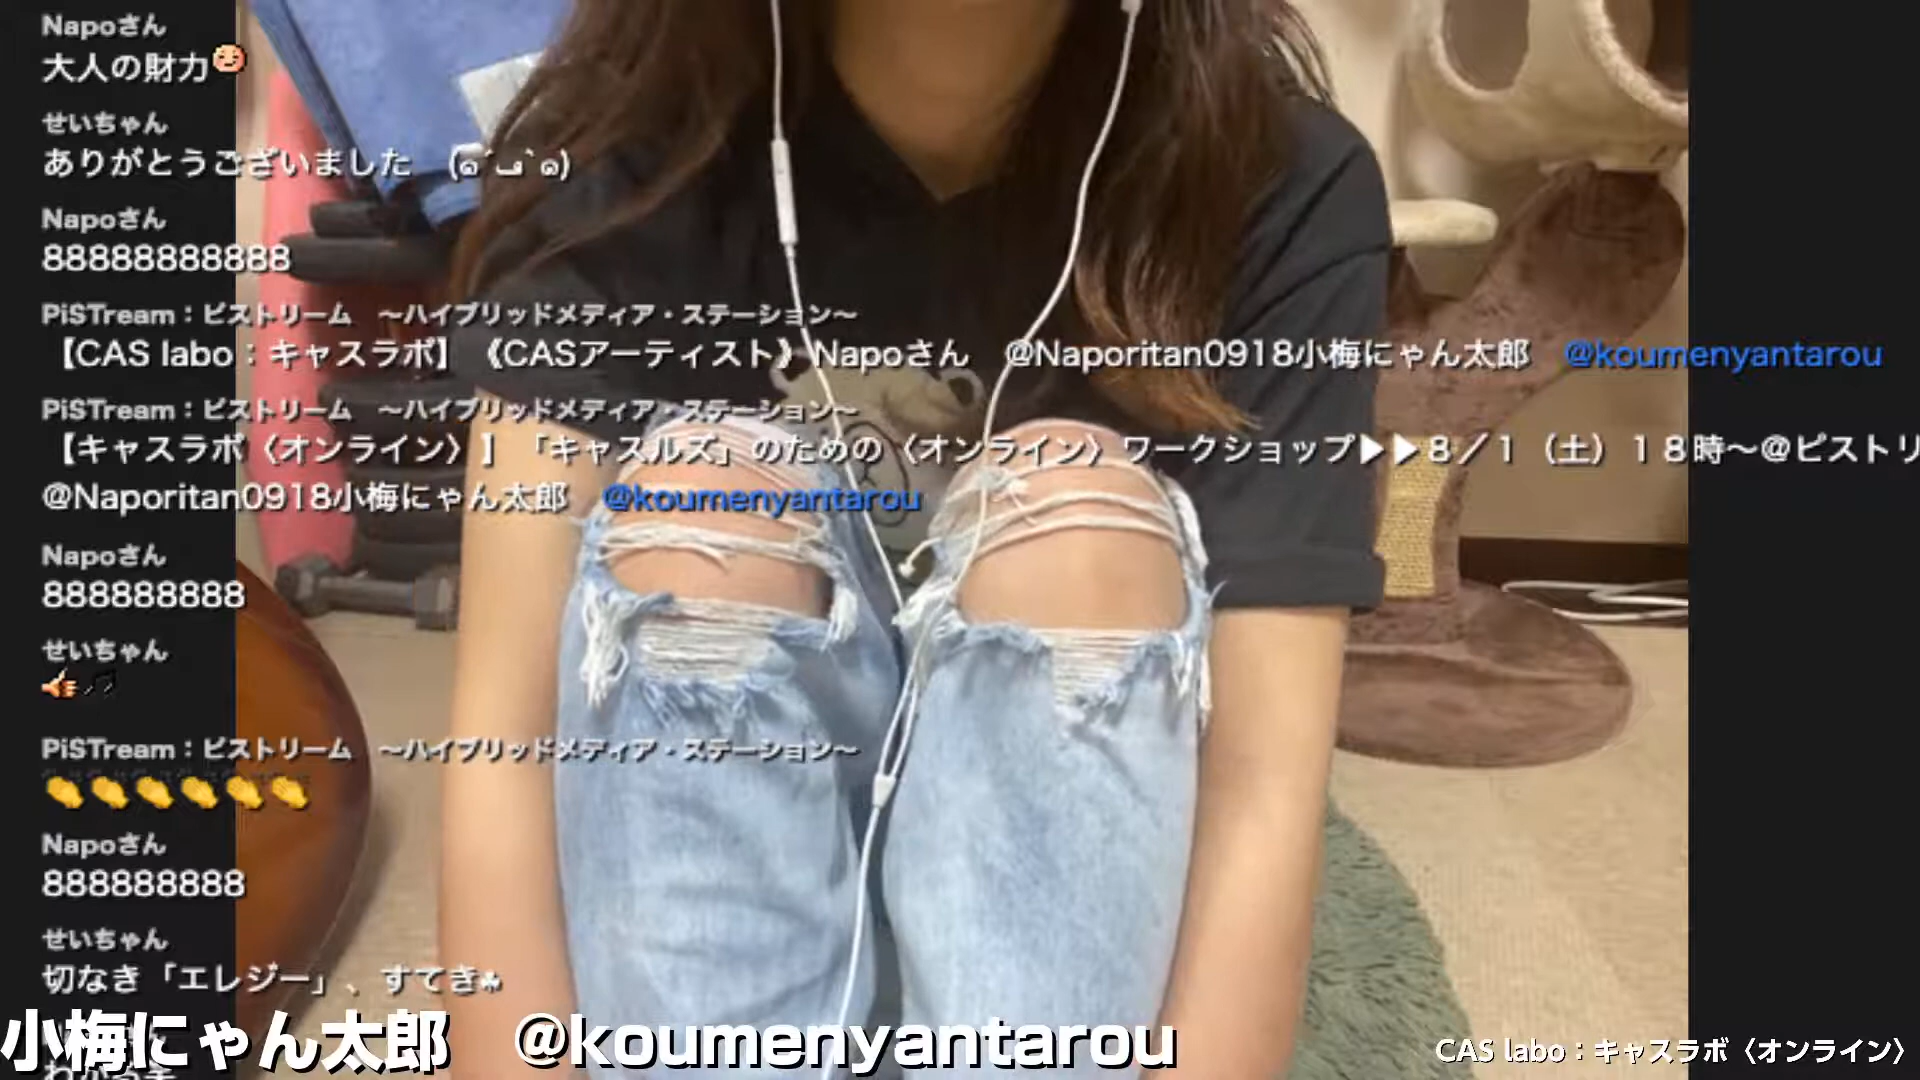 Napoさん
大人の財力
せいちゃん
ありがとうございました (๑´ڡ`๑)
Napoさん
88888888888
PiSTream：ピストリーム ～ハイブリッドメディア・ステーション～
【CAS labo：キャスラボ】《CASアーティスト》 Napoさん @Naporitan0918小梅にゃん太郎 @koumenyantarou
PiSTream：ピストリーム ～ハイブリッドメディア・ステーション～
【キャスラボ〈オンライン〉】「キャスルズ」のための〈オンライン〉ワークショップ▶▶８／１（土）１８時～@ピストリ
@Naporitan0918小梅にゃん太郎 @koumenyantarou
Napoさん
888888888
せいちゃん
👍🎵
PiSTream：ピストリーム ～ハイブリッドメディア・ステーション～
👏👏👏👏👏👏
Napoさん
888888888
せいちゃん
切なき「エレジー」、すてき☘
小梅にゃん太郎 @koumenyantarou
CAS labo：キャスラボ〈オンライン〉